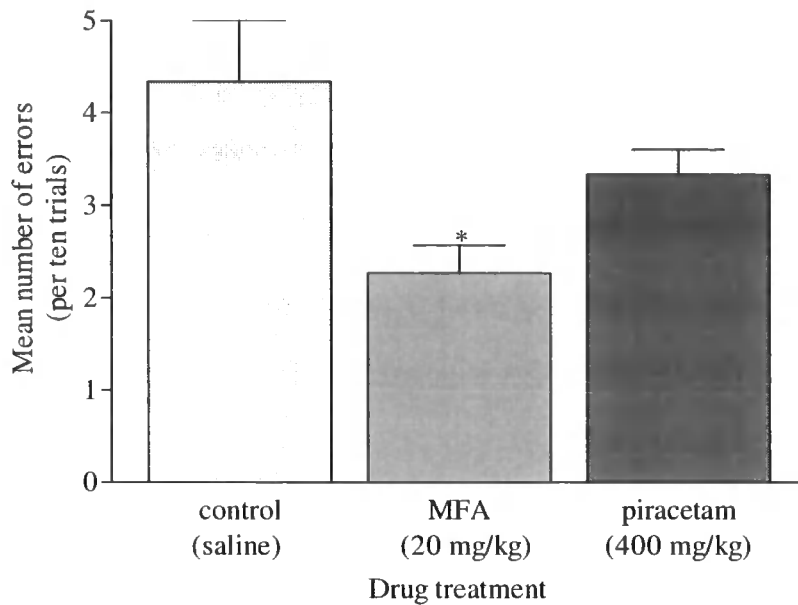 5
4
3
2
1
0
Mean number of errors
(per ten trials)
*
control
(saline)
MFA
(20 mg/kg)
piracetam
(400 mg/kg)
Drug treatment